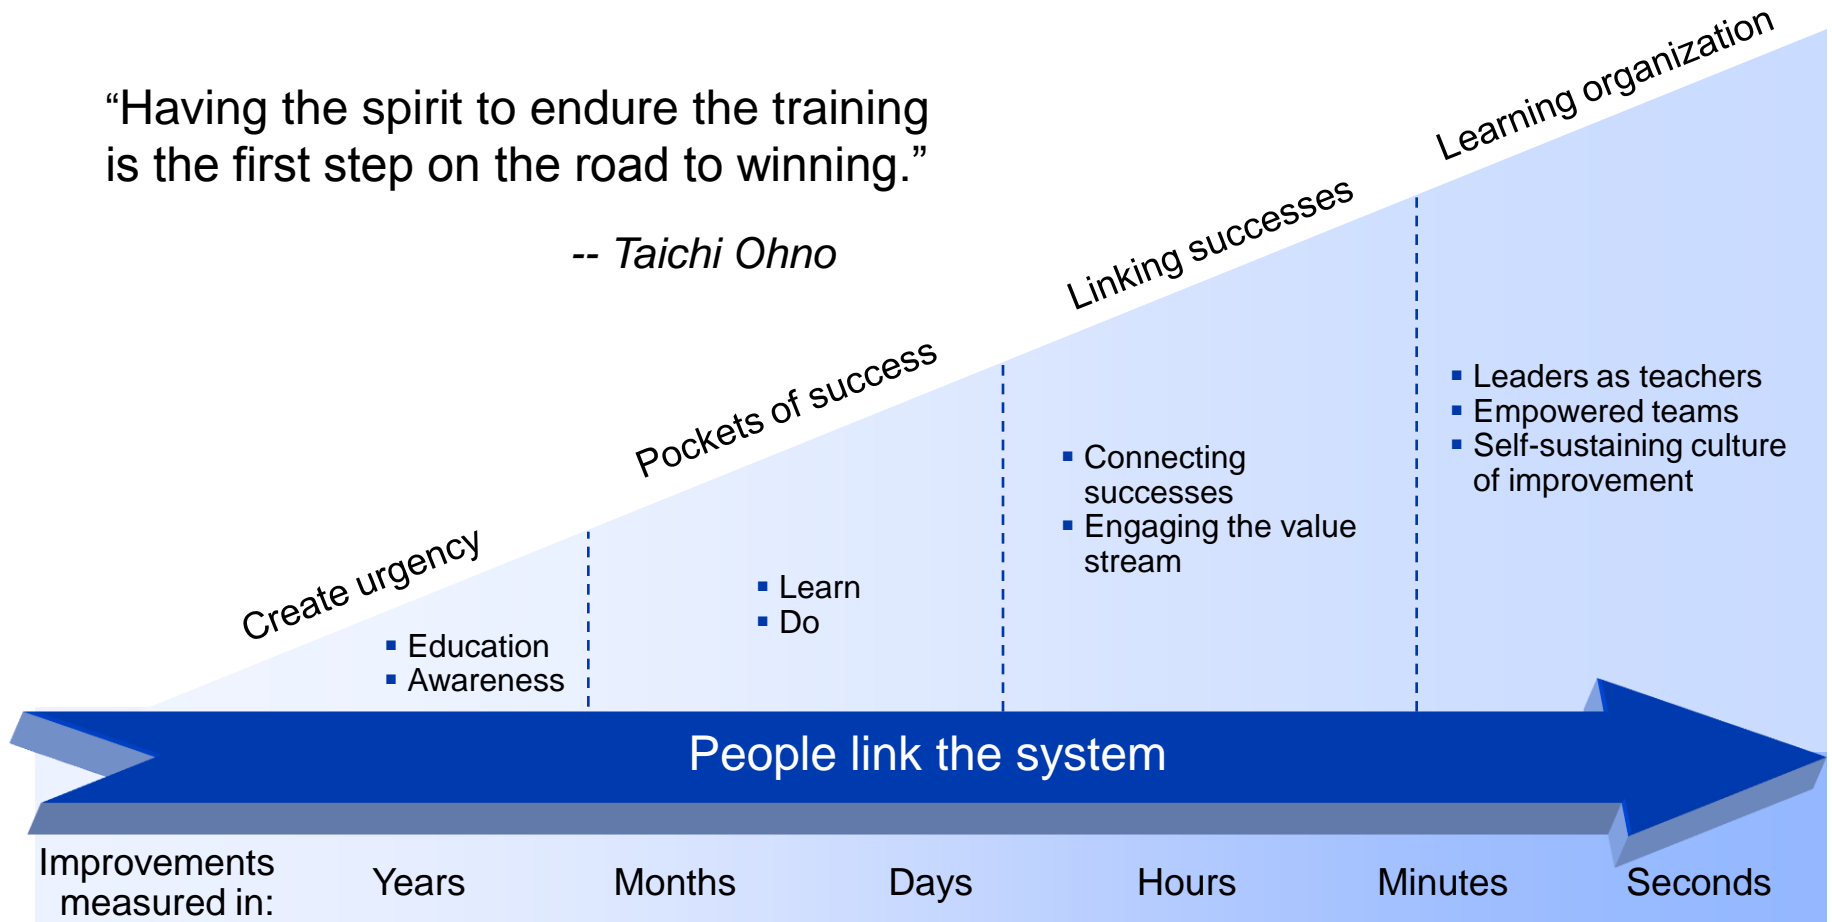 “Having the spirit to endure the training
is the first step on the road to winning.”
-- Taichi Ohno
Create urgency
▪ Education
▪ Awareness
Pockets of success
▪ Learn
▪ Do
Linking successes
▪ Connecting
successes
▪ Engaging the value
stream
Learning organization
▪ Leaders as teachers
▪ Empowered teams
▪ Self-sustaining culture
of improvement
People link the system
Improvements
measured in:
Years Months Days Hours Minutes Seconds